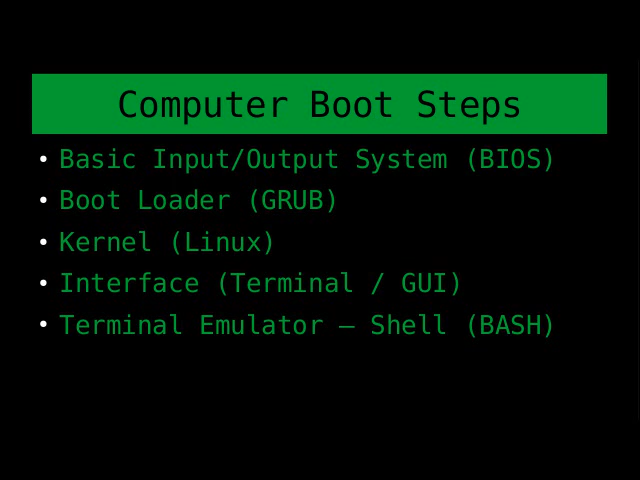 Computer Boot Steps
• Basic Input/Output System (BIOS)
• Boot Loader (GRUB)
• Kernel (Linux)
• Interface (Terminal / GUI)
• Terminal Emulator – Shell (BASH)